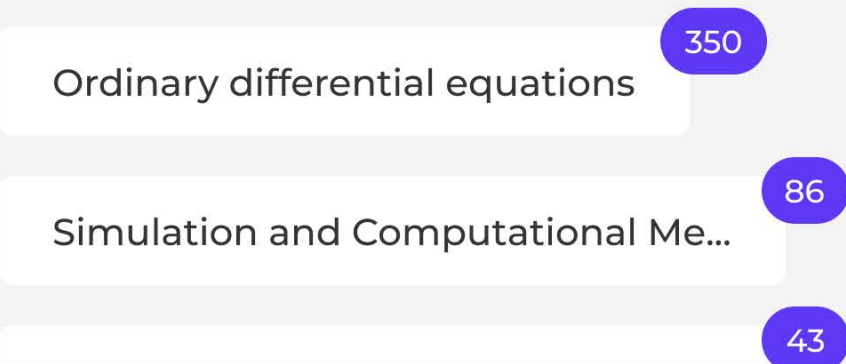 350
Ordinary differential equations
86
Simulation and Computational Me...
43